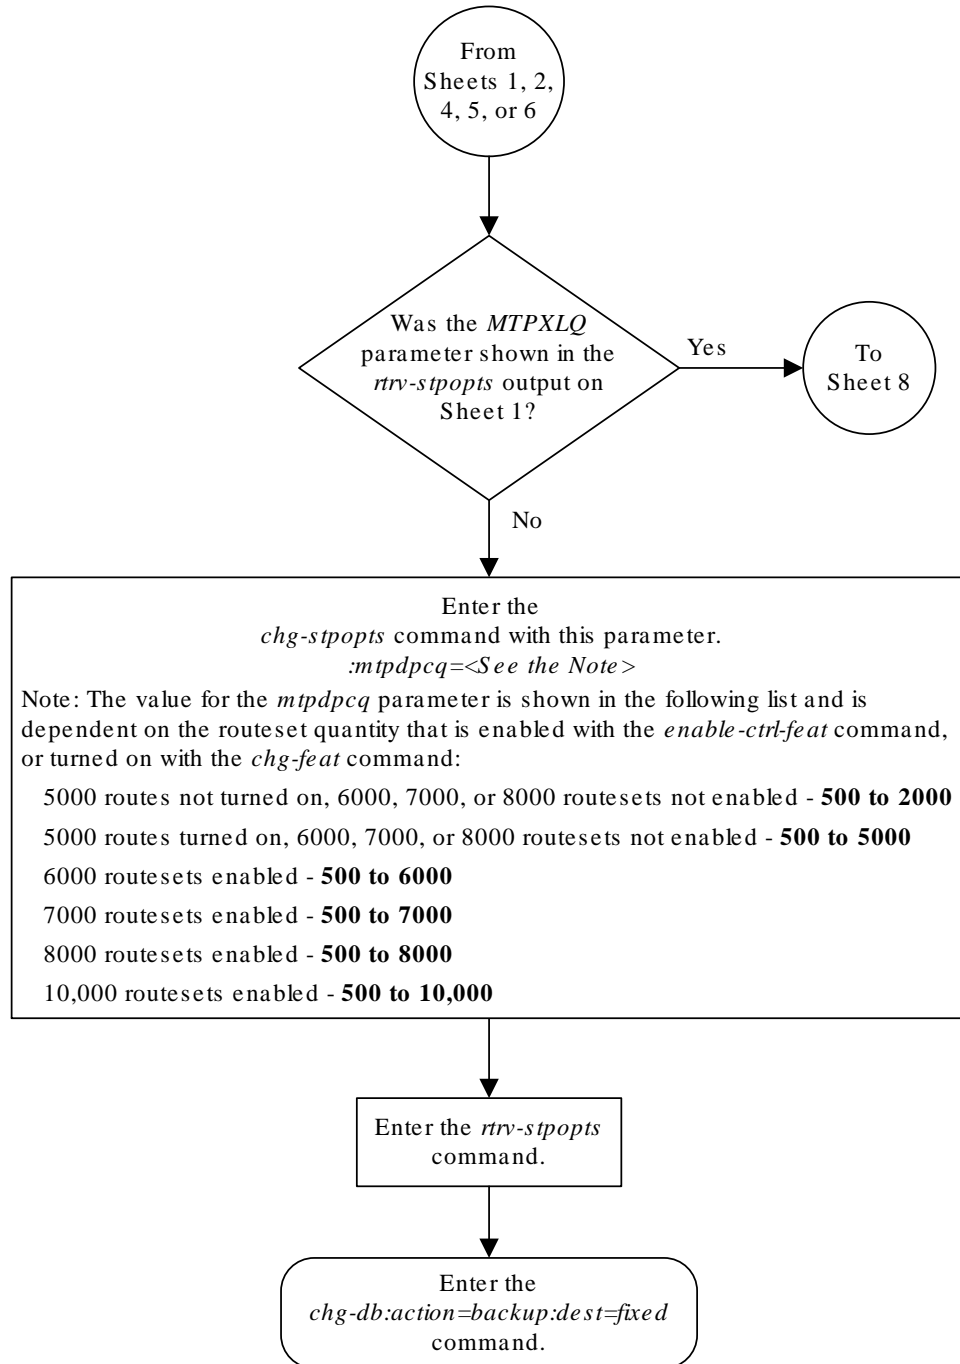 From
Sheets 1, 2,
4, 5, or 6
Was the MTPXLQ
parameter shown in the
rtrv-stpopts output on
Sheet 1?
Yes
To
Sheet 8
No
Enter the
chg-stpopts command with this parameter.
:mtpdpcq=<See the Note>
Note: The value for the mtpdpcq parameter is shown in the following list and is
dependent on the routeset quantity that is enabled with the enable-ctrl-feat command,
or turned on with the chg-feat command:
5000 routes not turned on, 6000, 7000, or 8000 routesets not enabled - 500 to 2000
5000 routes turned on, 6000, 7000, or 8000 routesets not enabled - 500 to 5000
6000 routesets enabled - 500 to 6000
7000 routesets enabled - 500 to 7000
8000 routesets enabled - 500 to 8000
10,000 routesets enabled - 500 to 10,000
Enter the rtrv-stpopts
command.
Enter the
chg-db:action=backup:dest=fixed
command.